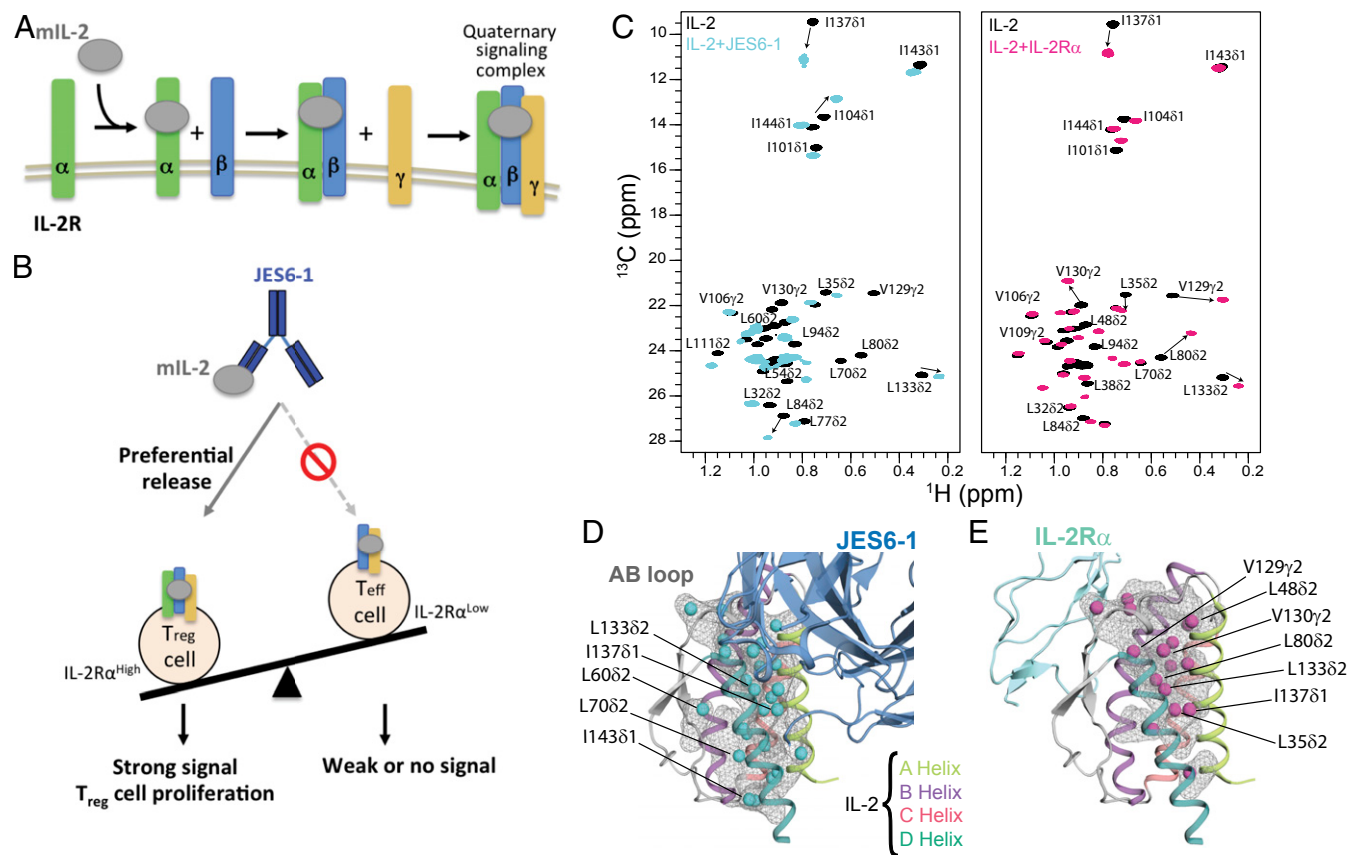 A
mIL-2
Quaternary
signaling
complex
+
+
α
α
β
α
β
γ
α
β
γ
IL-2R
B
JES6-1
mIL-2
Preferential
release
Teff
cell
IL-2RαLow
Treg
cell
IL-2RαHigh
Strong signal
Treg cell proliferation
Weak or no signal
C
IL-2
IL-2+JES6-1
I137δ1
I143δ1
I104δ1
I144δ1
I101δ1
V130γ2
L35δ2
V129γ2
V106γ2
L60δ2
L94δ2
L111δ2
L80δ2
L54δ2
L70δ2
L133δ2
L32δ2
L84δ2
L77δ2
10
12
14
16
18
20
22
24
26
28
13C (ppm)
1.2
1.0
0.8
0.6
0.4
0.2
IL-2
IL-2+IL-2Rα
I137δ1
I143δ1
I104δ1
I144δ1
I101δ1
V130γ2
L35δ2
V129γ2
V106γ2
L48δ2
V109γ2
L94δ2
L80δ2
L38δ2
L70δ2
L133δ2
L32δ2
L84δ2
1.2
1.0
0.8
0.6
0.4
0.2
1H (ppm)
D
JES6-1
AB loop
L133δ2
I137δ1
L60δ2
L70δ2
I143δ1
IL-2
A Helix
B Helix
C Helix
D Helix
E
IL-2Rα
V129γ2
L48δ2
V130γ2
L80δ2
L133δ2
I137δ1
L35δ2